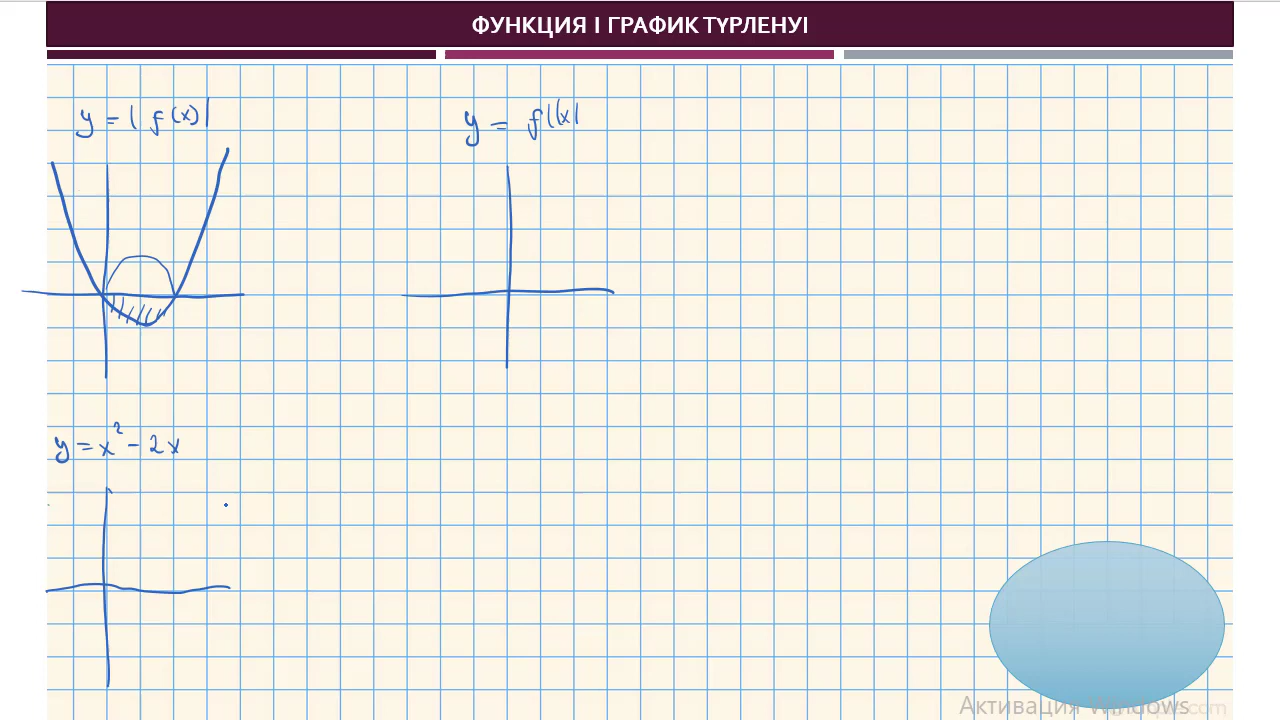 ФУНКЦИЯ І ГРАФИК ТҮРЛЕНУІ
y = | f(x)|
y = f((x|
y = x² - 2x
Активация Windows